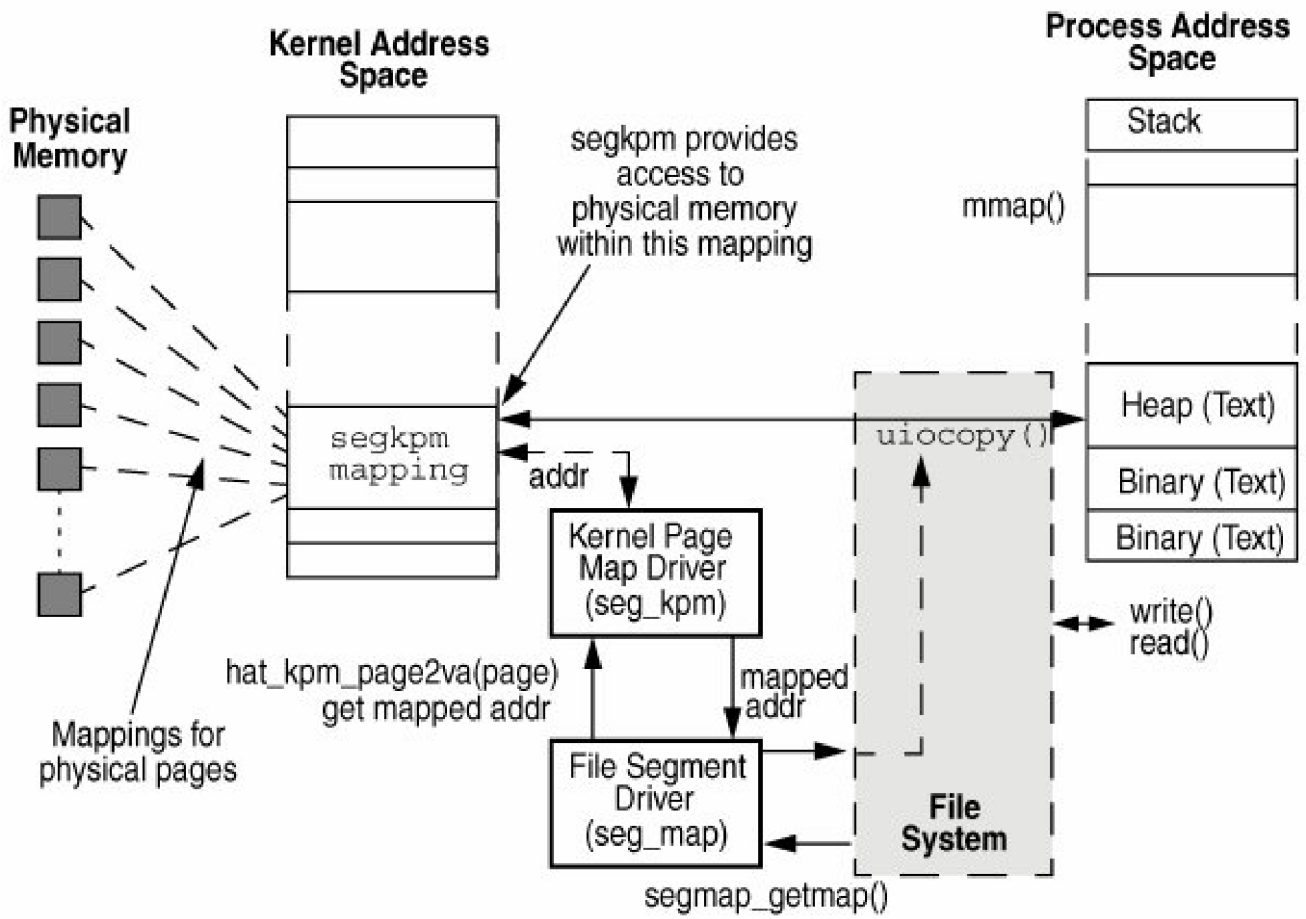 Kernel Address
Space
Process Address
Space
Physical
Memory
segkpm provides
access to
physical memory
within this mapping
Stack
mmap()
segkpm
mapping
addr
uiocopy()
Heap (Text)
Binary (Text)
Binary (Text)
Kernel Page
Map Driver
(seg_kpm)
write()
read()
hat_kpm_page2va(page)
get mapped addr
mapped
addr
Mappings for
physical pages
File Segment
Driver
(seg_map)
File
System
segmap_getmap()